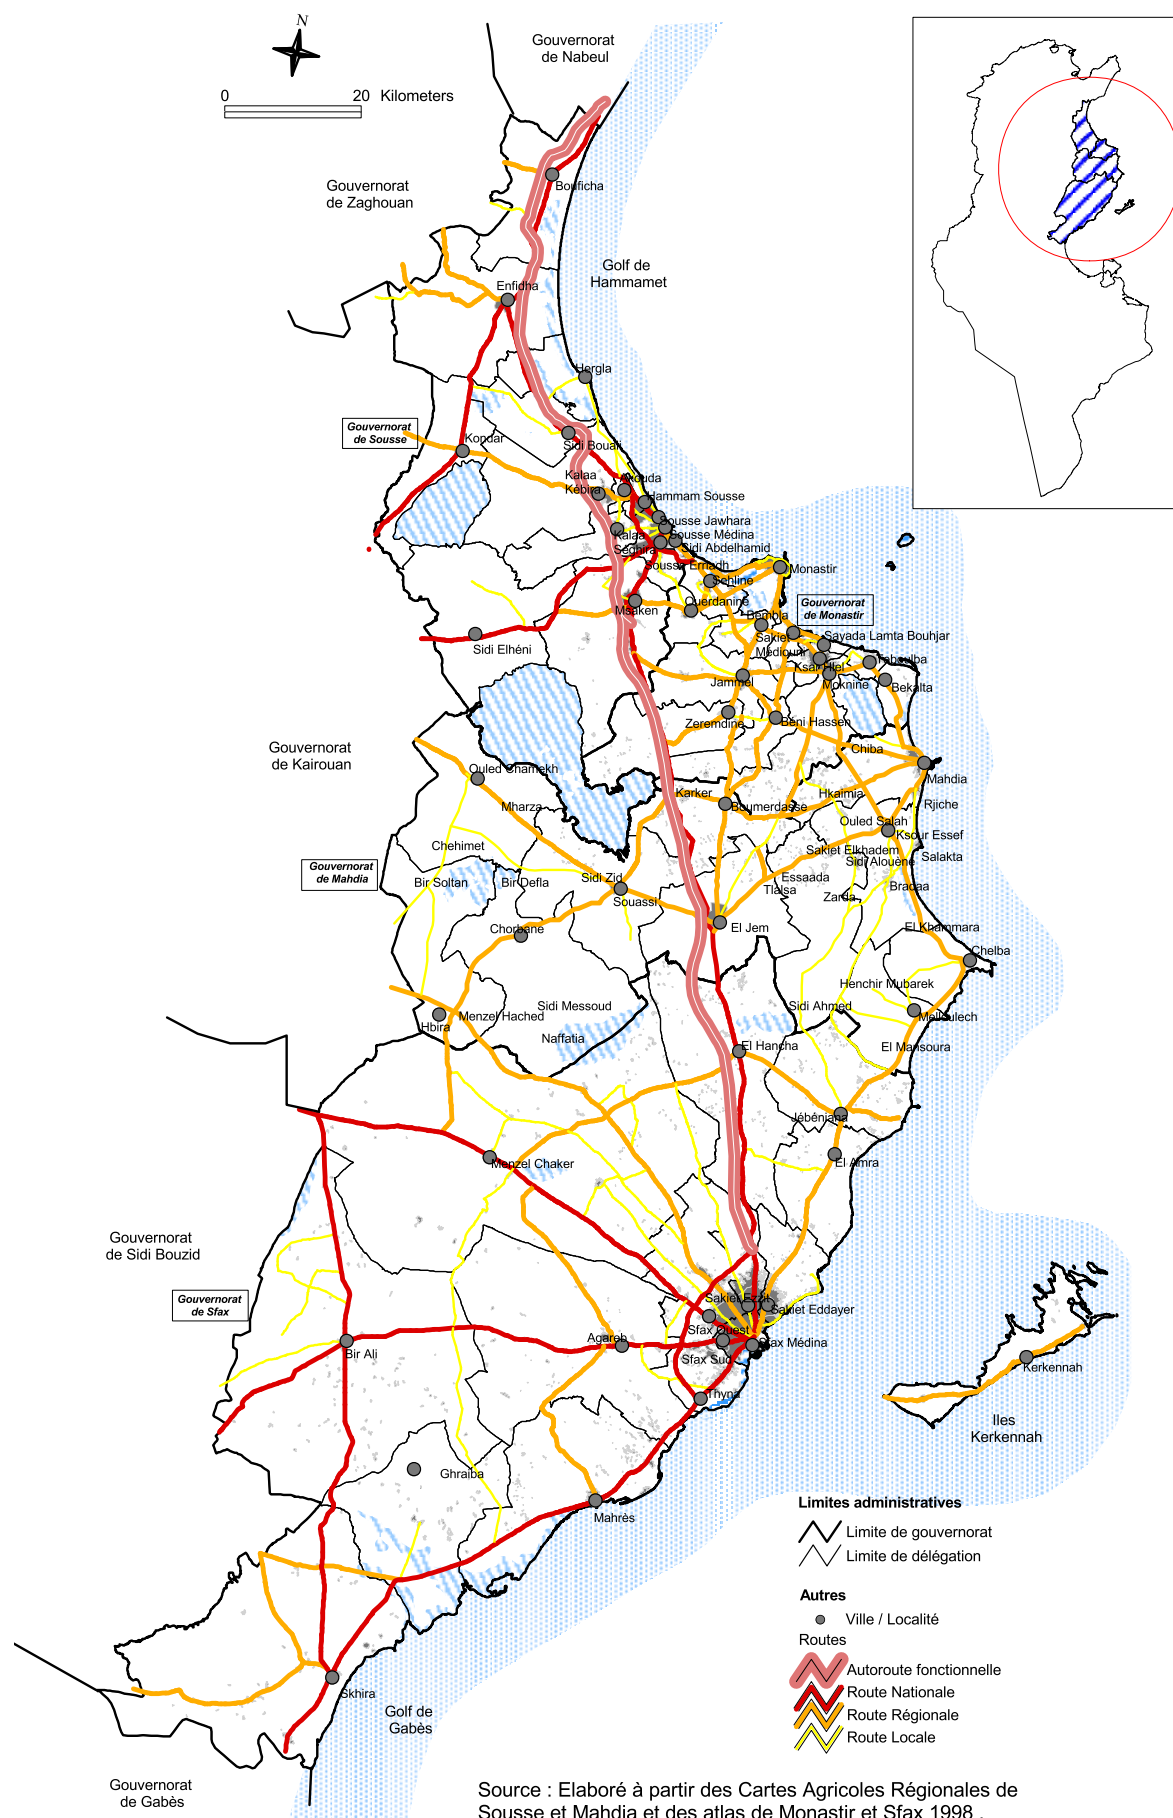 N
Gouvernorat
de Nabeul
0 20 Kilometers
Gouvernorat
de Zaghouan
Bouficha
Golf de
Hammamet
Enfidha
Hergla
Gouvernorat
de Sousse
Kondar
Sidi Bouali
Kalaa
Kébira
Akouda
Hammam Sousse
Sousse Jawhara
Sousse Médina
Kalaa
Seghira
Sidi Abdelhamid
Sousse Erriadh
Sehline
Monastir
Msaken
Ouerdanine
Bembla
Gouvernorat
de Monastir
Sidi Elhéni
Sakiet
Médiouni
Sayada Lamta Bouhjar
Ksar Hlel
Teboulba
Jammel
Moknine
Bekalta
Zeremdine
Béni Hassen
Gouvernorat
de Kairouan
Chiba
Ouled Chamekh
Mahdia
Mharza
Karker
Boumerdasse
Hkaimia
Rjiche
Ouled Salah
Ksour Essef
Chehimet
Sakiet Elkhadem
Sidi Alouène
Salakta
Gouvernorat
de Mahdia
Bir Soltan
Bir Defla
Sidi Zid
Souassi
Essaada
Tlalsa
Zarda
Bradaa
Chorbane
El Jem
El Khammara
Chelba
Henchir Mubarek
Sidi Messoud
Sidi Ahmed
Menzel Hached
Hbira
Melloulech
Naffatia
El Hancha
El Mansoura
Jébéniana
Menzel Chaker
El Amra
Gouvernorat
de Sidi Bouzid
Gouvernorat
de Sfax
Sakiet Ezzit
Sakiet Eddayer
Sfax Ouest
Agareb
Sfax Médina
Bir Ali
Sfax Sud
Kerkennah
Thyna
Iles
Kerkennah
Ghraiba
Mahrès
Limites administratives
Limite de gouvernorat
Limite de délégation
Autres
Ville / Localité
Routes
Autoroute fonctionnelle
Route Nationale
Route Régionale
Route Locale
Skhira
Golf de
Gabès
Gouvernorat
de Gabès
Source : Elaboré à partir des Cartes Agricoles Régionales de
Sousse et Mahdia et des atlas de Monastir et Sfax 1998 .